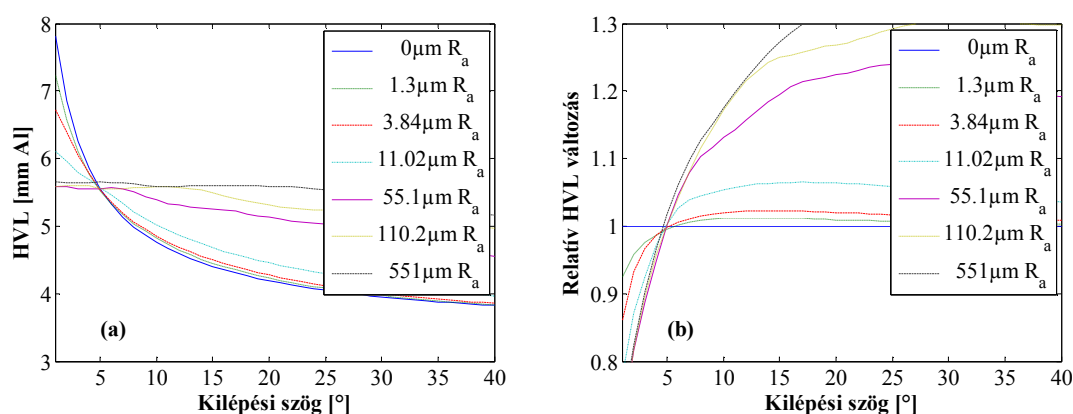 8
7
6
5
4
3
HVL [mm Al]
0µm Ra
1.3µm Ra
3.84µm Ra
11.02µm Ra
55.1µm Ra
110.2µm Ra
551µm Ra
(a)
5 10 15 20 25 30 35 40
Kilépési szög [°]
1.3
1.2
1.1
1
0.9
0.8
Relatív HVL változás
0µm Ra
1.3µm Ra
3.84µm Ra
11.02µm Ra
55.1µm Ra
110.2µm Ra
551µm Ra
(b)
5 10 15 20 25 30 35 40
Kilépési szög [°]